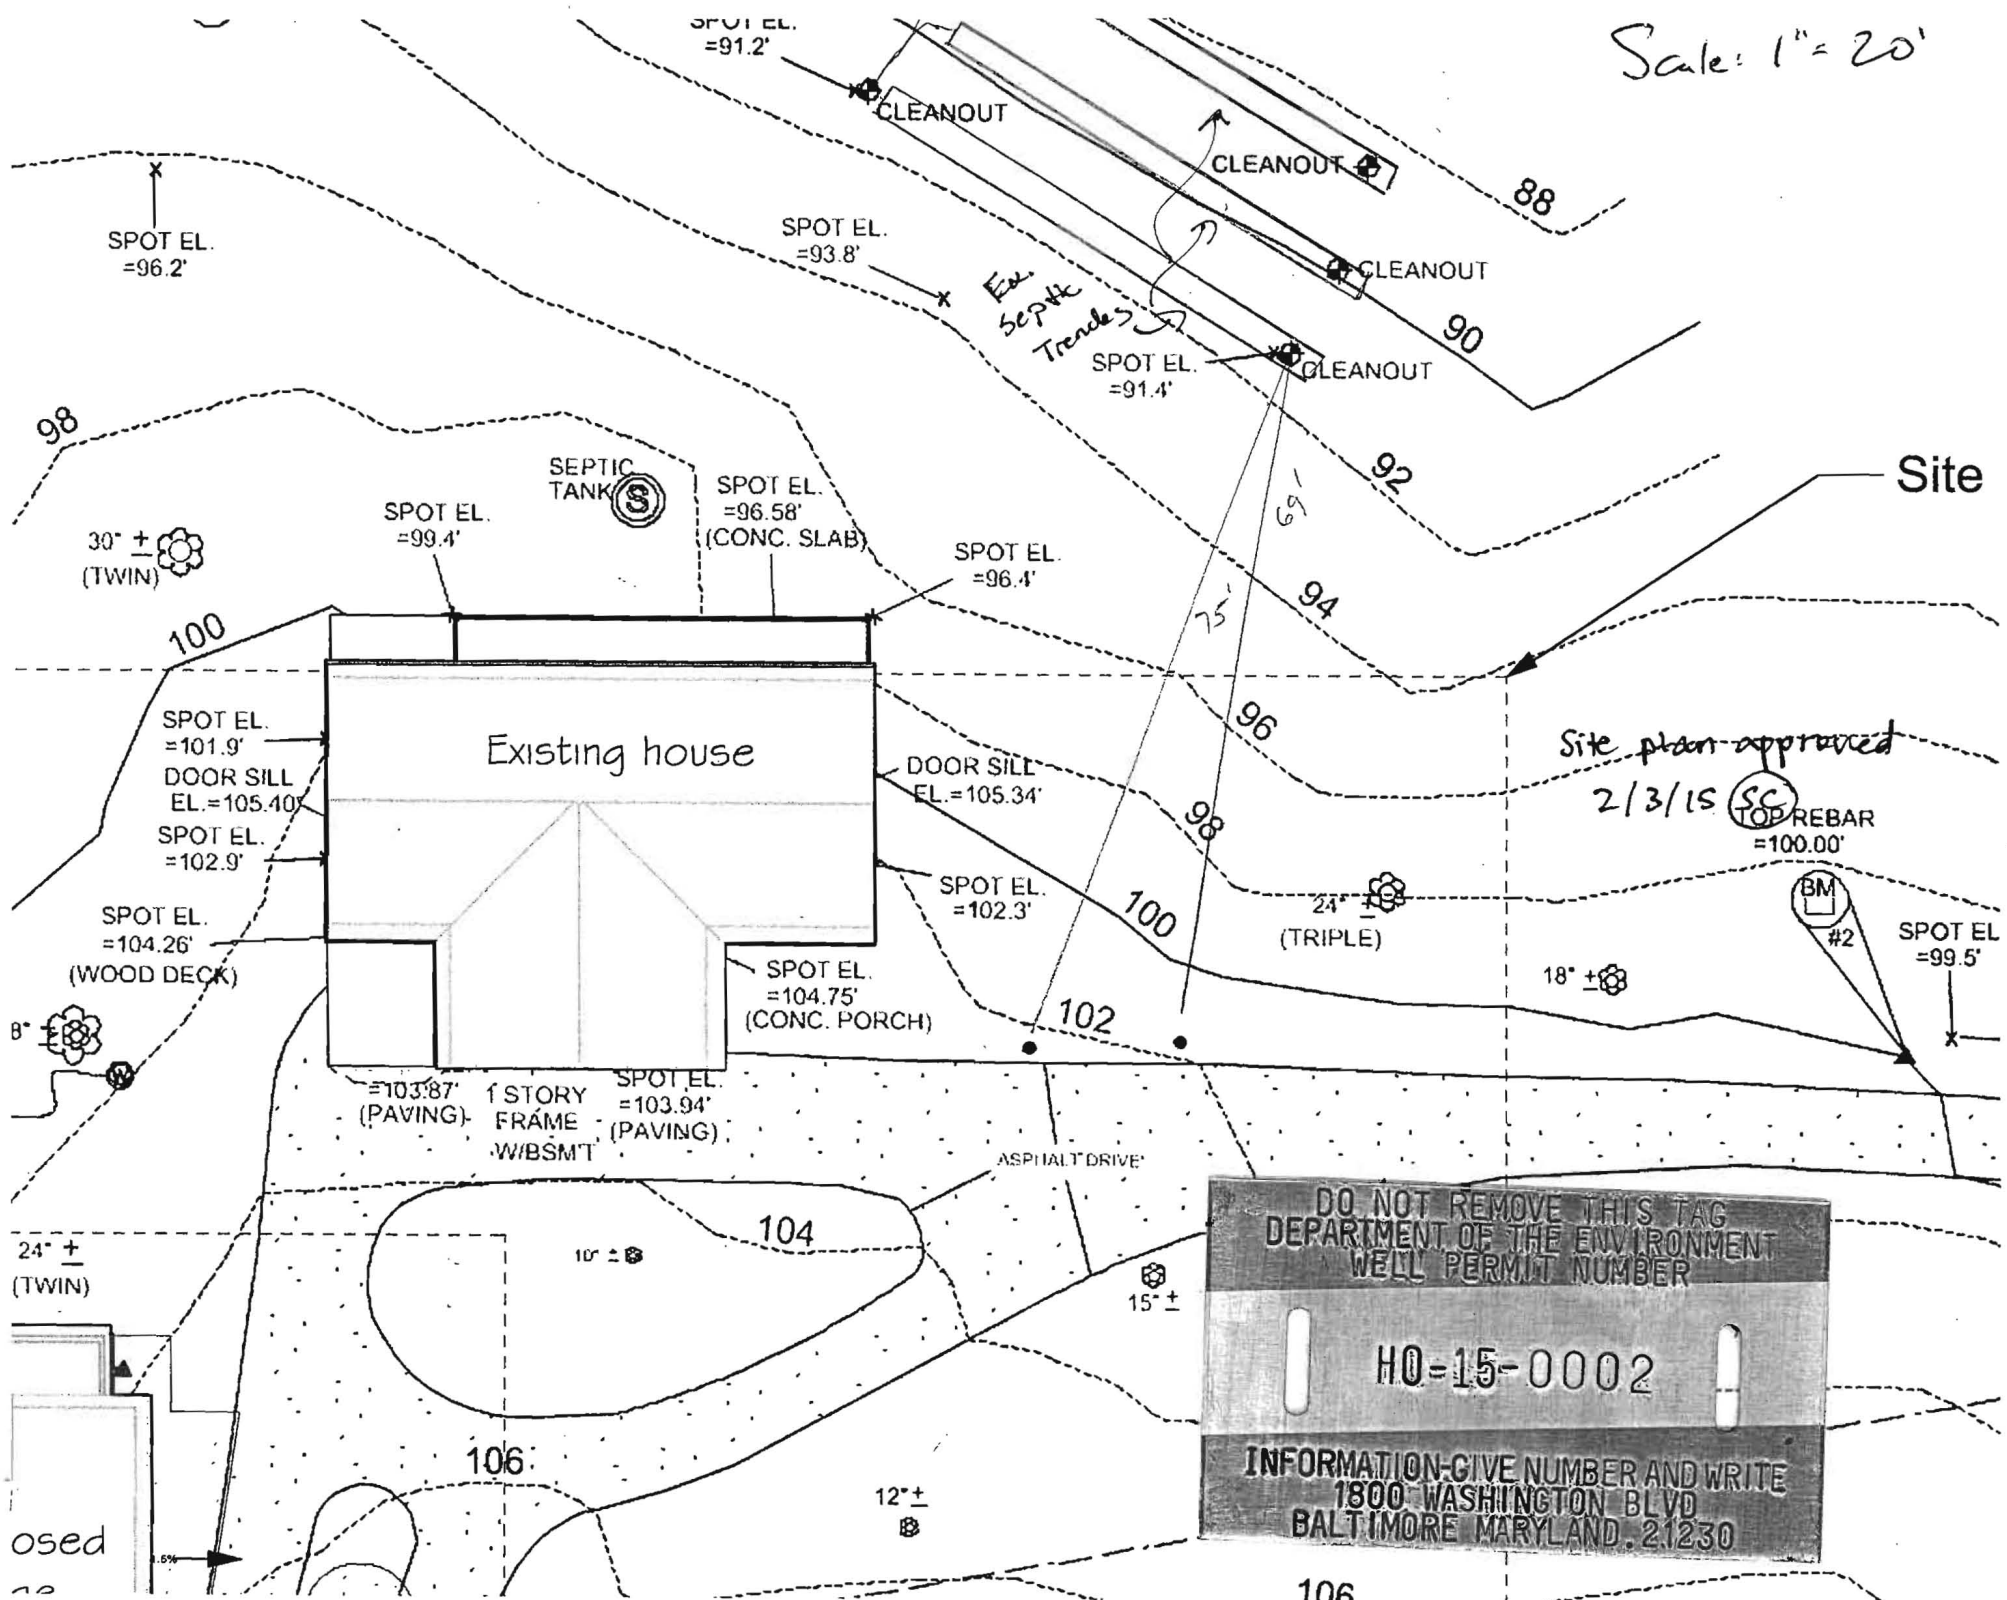 SPOT EL.
=91.2'
Scale: 1" = 20'
CLEANOUT
CLEANOUT
88
SPOT EL.
=96.2'
SPOT EL.
=93.8'
CLEANOUT
Ex.
Septic
Trenches
90
SPOT EL.
=91.4'
CLEANOUT
98
92
Site
SEPTIC
TANK
S
SPOT EL.
=96.58'
(CONC. SLAB)
69'
SPOT EL.
=99.4'
30" ±
(TWIN)
SPOT EL.
=96.4'
94
75'
100
96
SPOT EL.
=101.9'
DOOR SILL
EL.=105.40'
SPOT EL.
=102.9'
Existing house
DOOR SILL
EL.=105.34'
98
Site plan approved
2/3/15 SC
TOP REBAR
=100.00'
BM
#2
SPOT EL.
=102.3'
100
24" ±
(TRIPLE)
SPOT EL
=99.5'
18" ±
SPOT EL.
=104.26'
(WOOD DECK)
SPOT EL.
=104.75'
(CONC. PORCH)
102
8" ±
W
=103.87'
(PAVING)
1 STORY
FRAME
W/BSM'T
SPOT EL.
=103.94'
(PAVING)
ASPHALT DRIVE
104
10" ±
24" ±
(TWIN)
15" ±
DO NOT REMOVE THIS TAG
DEPARTMENT OF THE ENVIRONMENT
WELL PERMIT NUMBER
HO-15-0002
INFORMATION-GIVE NUMBER AND WRITE
1800 WASHINGTON BLVD
BALTIMORE MARYLAND. 21230
106
12" ±
osed
106